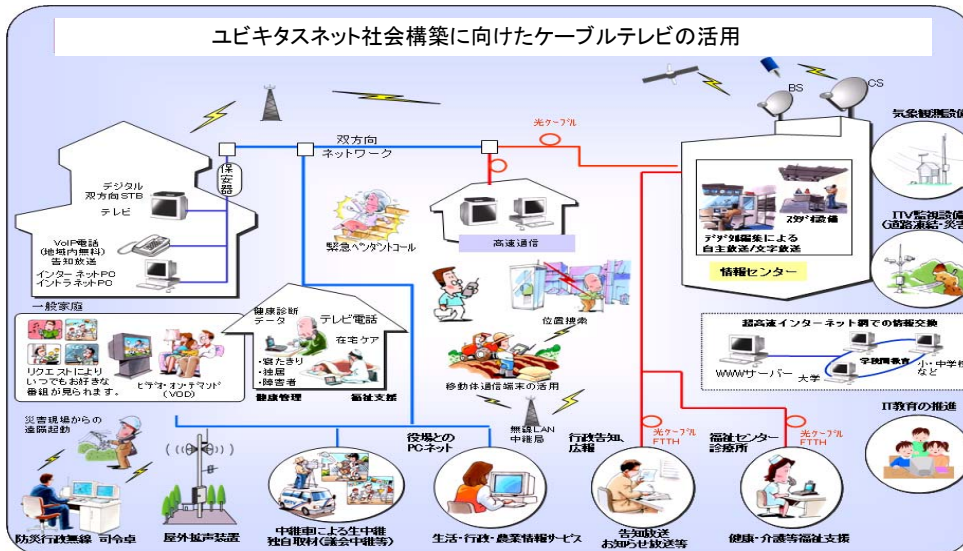 ユビキタスネット社会構築に向けたケーブルテレビの活用
BS
CS
気象観測設備
光ケーブル
双方向
ネットワーク
保安器
デジタル
双方向STB
テレビ
VoIP電話
(地域内無料)
告知放送
インターネットPC
イントラネットPC
一般家庭
緊急ペンダントコール
高速通信
スタジオ設備
デジタル編集による
自主放送/文字放送
情報センター
ITV監視設備
(道路凍結・災害
位置捜索
健康診断
データ
テレビ電話
在宅ケア
・寝たきり
・独居
・障害者
健康管理
福祉支援
移動体通信端末の活用
超高速インターネット網での情報交換
学校間教育
WWWサーバー
大学
小・中学校
など
リクエストにより
いつでもお好きな
番組が見られます。
ビデオ・オン・デマンド
(VOD)
災害現場からの
遠隔起動
役場との
PCネット
無線LAN
中継局
行政告知、
広報
光ケーブル
FTTH
福祉センター
診療所
光ケーブル
FTTH
IT教育の推進
防災行政無線 司令卓
屋外拡声装置
中継車による生中継
独自取材(議会中継等)
生活・行政・農業情報サービス
告知放送
お知らせ放送等
健康・介護等福祉支援